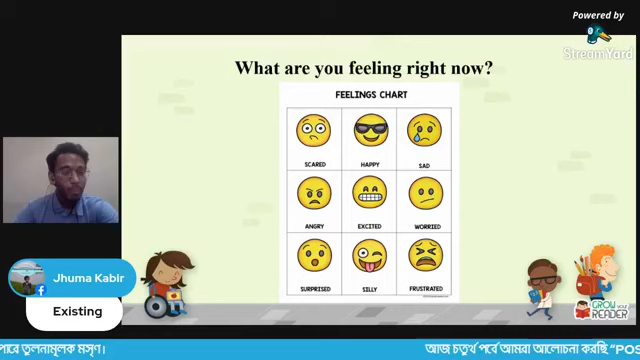 Powered by
StreamYard
What are you feeling right now?
FEELINGS CHART
SCARED
HAPPY
SAD
ANGRY
EXCITED
WORRIED
SURPRISED
SILLY
FRUSTRATED
Jhuma Kabir
Existing
GROW YOUR
READER
পারে তুলনামূলক মসৃণ। আজ চতুর্থ পর্বে আমরা আলোচনা করছি “POS